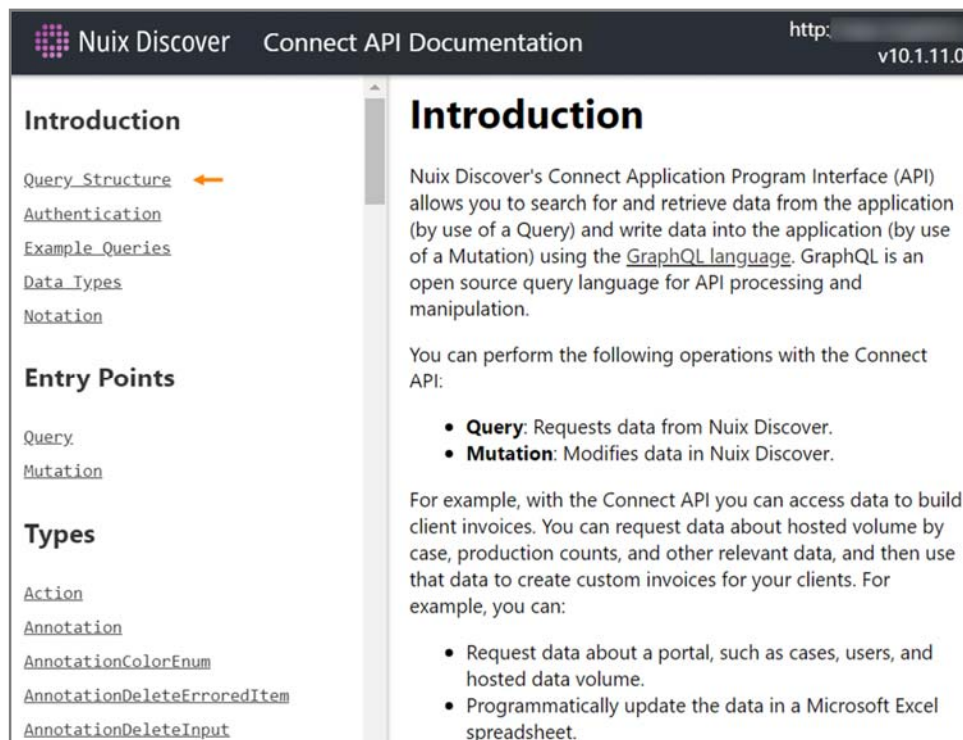 Nuix Discover Connect API Documentation
http:
v10.1.11.0
Introduction
Query Structure
Authentication
Example Queries
Data Types
Notation
Entry Points
Query
Mutation
Types
Action
Annotation
AnnotationColorEnum
AnnotationDeleteErroredItem
AnnotationDeleteInput
Introduction
Nuix Discover's Connect Application Program Interface (API)
allows you to search for and retrieve data from the application
(by use of a Query) and write data into the application (by use
of a Mutation) using the GraphQL language. GraphQL is an
open source query language for API processing and
manipulation.
You can perform the following operations with the Connect
API:
• Query: Requests data from Nuix Discover.
• Mutation: Modifies data in Nuix Discover.
For example, with the Connect API you can access data to build
client invoices. You can request data about hosted volume by
case, production counts, and other relevant data, and then use
that data to create custom invoices for your clients. For
example, you can:
• Request data about a portal, such as cases, users, and
hosted data volume.
• Programmatically update the data in a Microsoft Excel
spreadsheet.